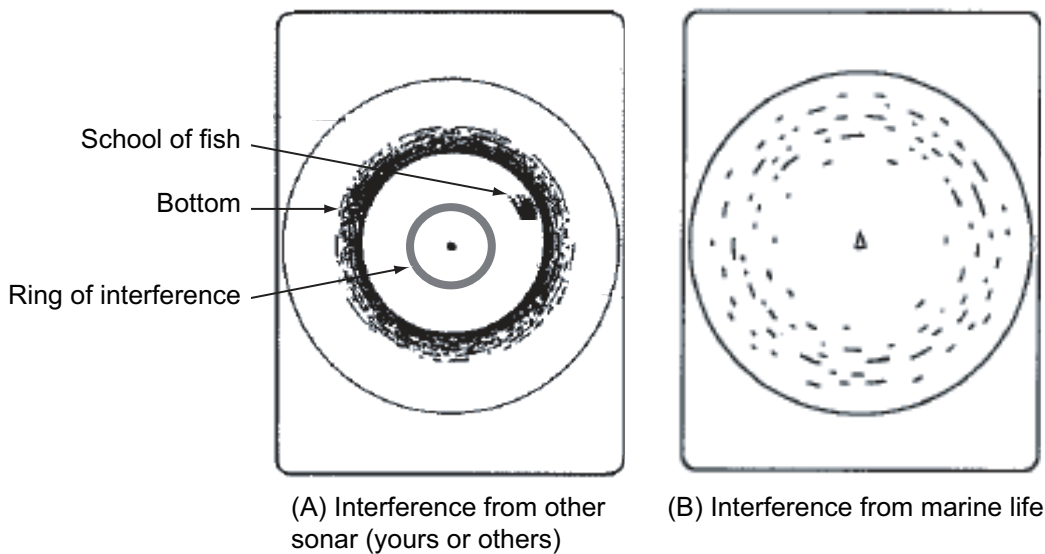 School of fish
Bottom
Ring of interference
(A) Interference from other
sonar (yours or others)
(B) Interference from marine life